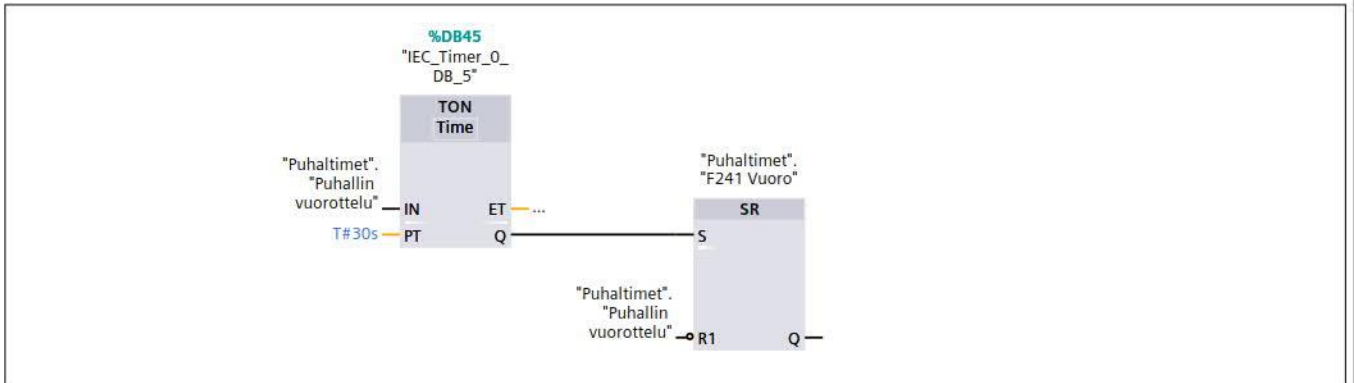 %DB45
"IEC_Timer_0_
DB_5"
TON
Time
"Puhaltimet".
"Puhallin
vuorottelu"
IN
ET
...
T#30s
PT
Q
"Puhaltimet".
"F241 Vuoro"
SR
S
"Puhaltimet".
"Puhallin
vuorottelu"
R1
Q